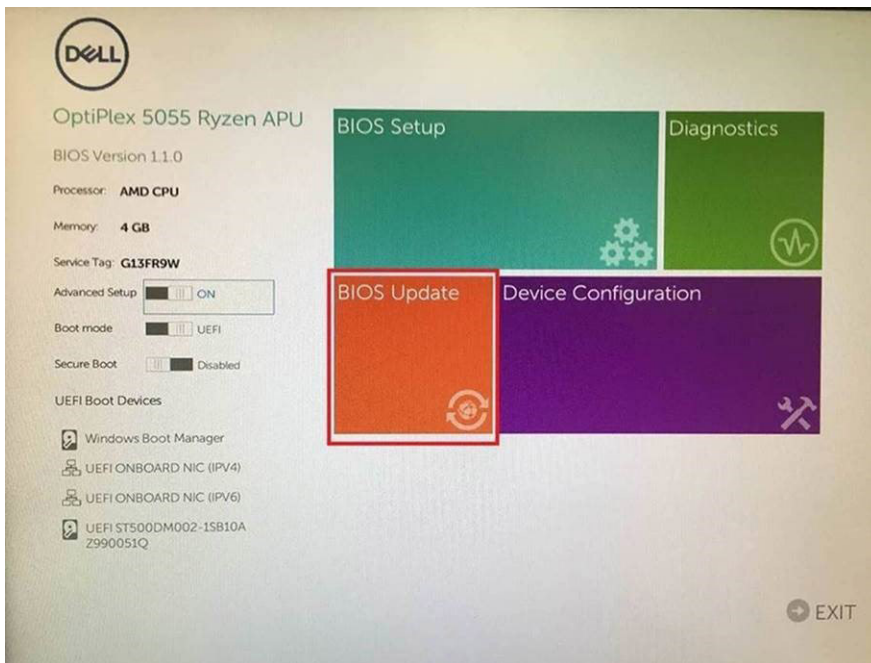 DELL
OptiPlex 5055 Ryzen APU
BIOS Version 1.1.0
Processor: AMD CPU
Memory: 4 GB
Service Tag: G13FR9W
Advanced Setup ON
Boot mode UEFI
Secure Boot Disabled
UEFI Boot Devices
Windows Boot Manager
UEFI ONBOARD NIC (IPV4)
UEFI ONBOARD NIC (IPV6)
UEFI ST500DM002-1SB10A
Z990051Q
BIOS Setup
Diagnostics
BIOS Update
Device Configuration
EXIT